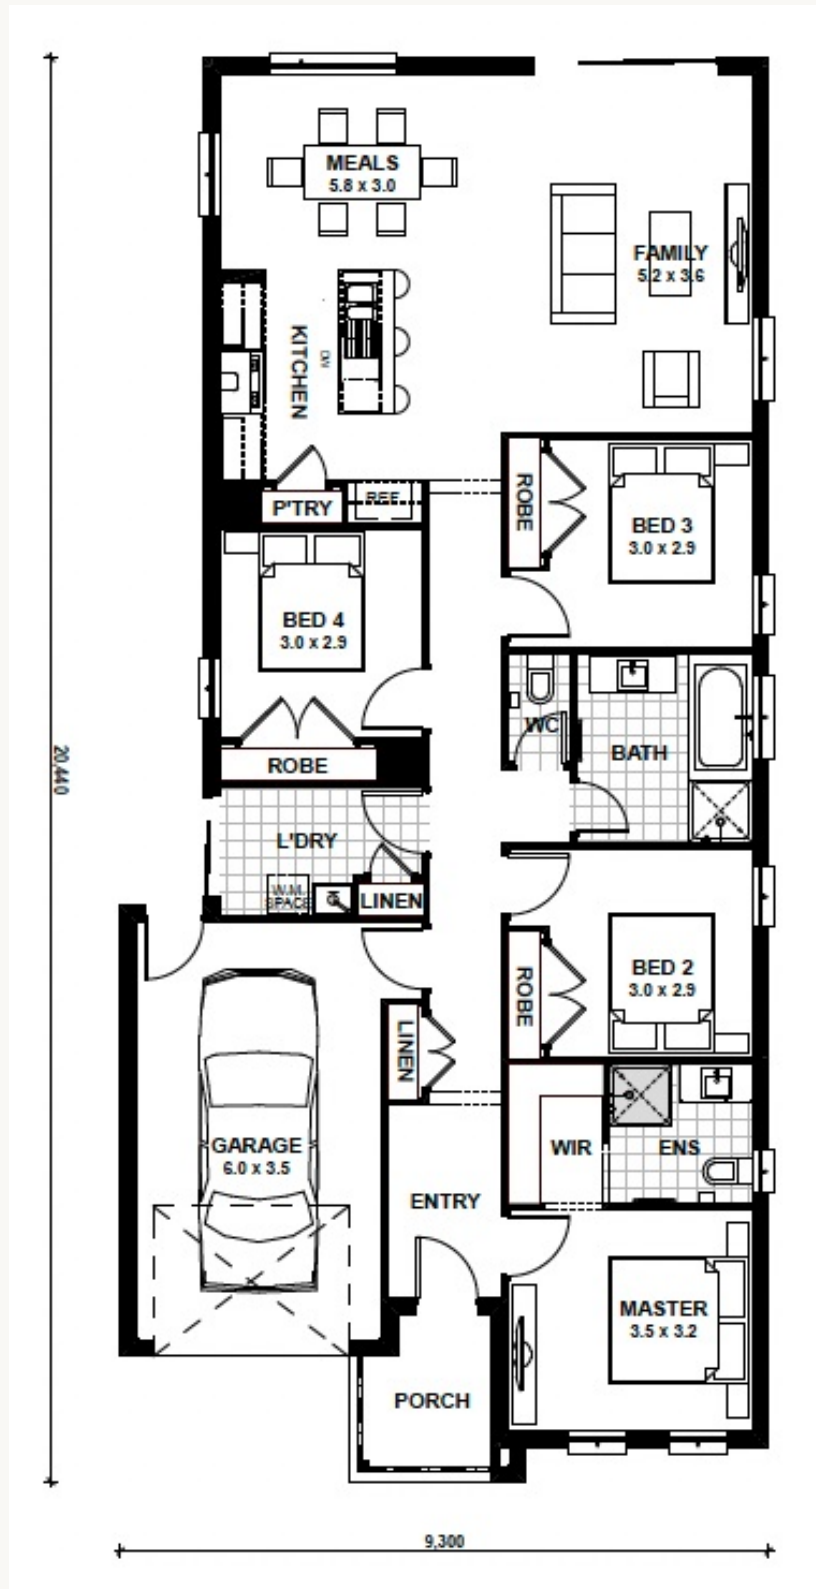 MEALS
5.8 x 3.0
FAMILY
5.2 x 3.6
KITCHEN
DW
P'TRY
REF
ROBE
BED 3
3.0 x 2.9
BED 4
3.0 x 2.9
WC
BATH
ROBE
L'DRY
W.M.
SPACE
LINEN
20,440
ROBE
BED 2
3.0 x 2.9
LINEN
GARAGE
6.0 x 3.5
WIR
ENS
ENTRY
MASTER
3.5 x 3.2
PORCH
9,300